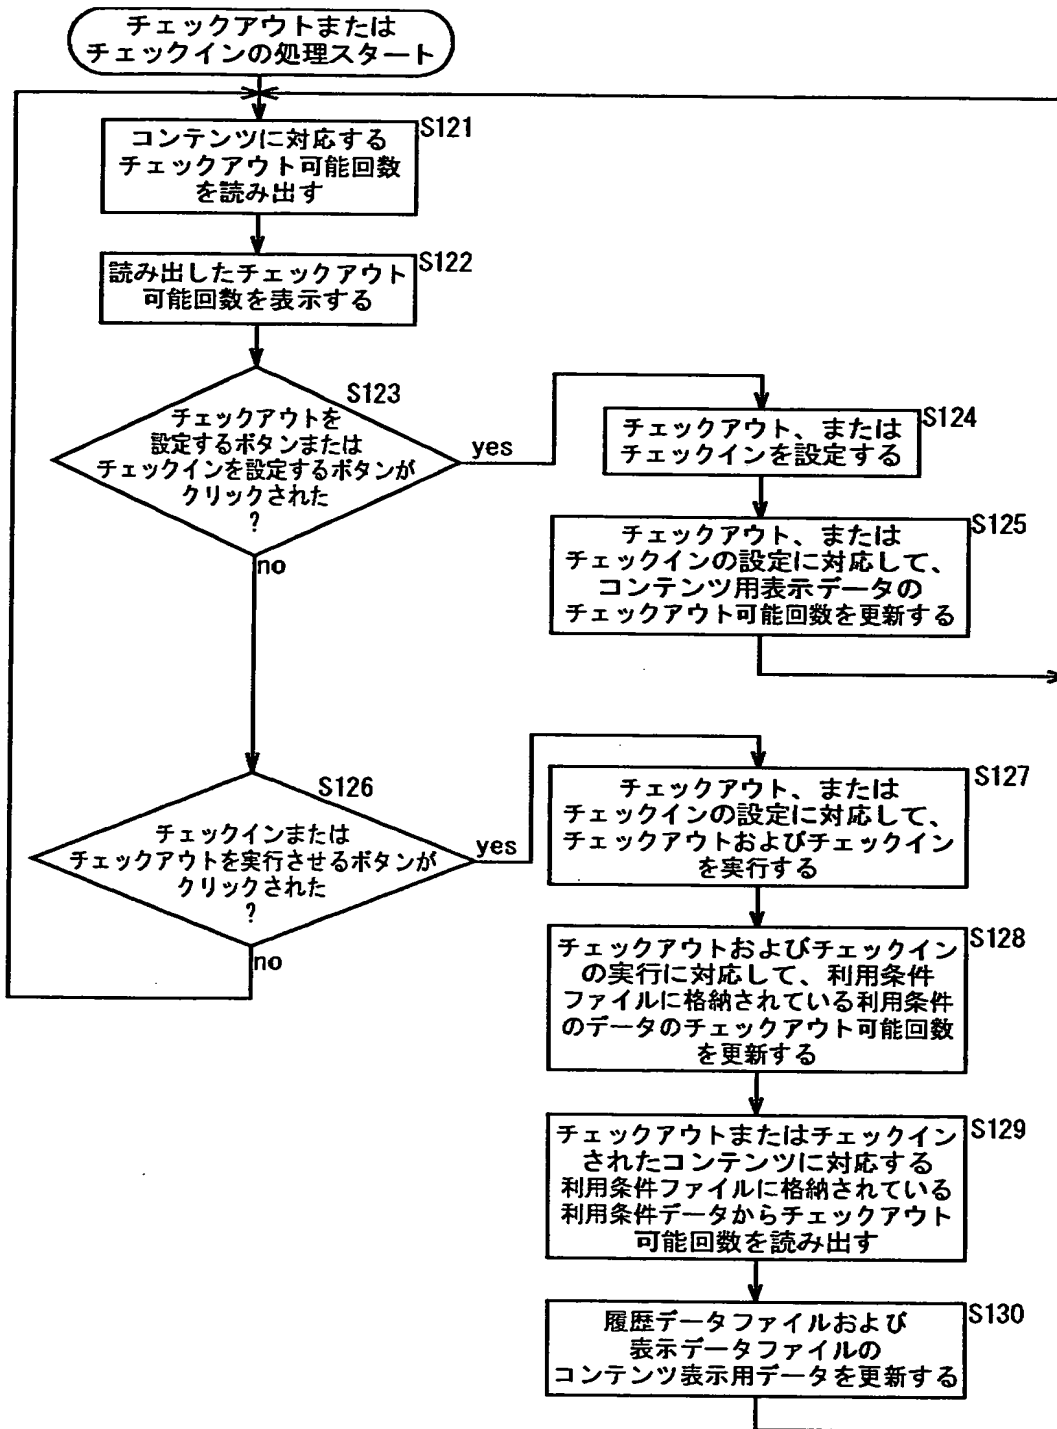 チェックアウトまたは
チェックインの処理スタート
S121
コンテンツに対応する
チェックアウト可能回数
を読み出す
S122
読み出したチェックアウト
可能回数を表示する
S123
チェックアウトを
設定するボタンまたは
チェックインを設定するボタンが
クリックされた
?
yes
no
S124
チェックアウト、または
チェックインを設定する
S125
チェックアウト、または
チェックインの設定に対応して、
コンテンツ用表示データの
チェックアウト可能回数を更新する
S126
チェックインまたは
チェックアウトを実行させるボタンが
クリックされた
?
yes
no
S127
チェックアウト、または
チェックインの設定に対応して、
チェックアウトおよびチェックイン
を実行する
S128
チェックアウトおよびチェックイン
の実行に対応して、利用条件
ファイルに格納されている利用条件
のデータのチェックアウト可能回数
を更新する
S129
チェックアウトまたはチェックイン
されたコンテンツに対応する
利用条件ファイルに格納されている
利用条件データからチェックアウト
可能回数を読み出す
S130
履歴データファイルおよび
表示データファイルの
コンテンツ表示用データを更新する